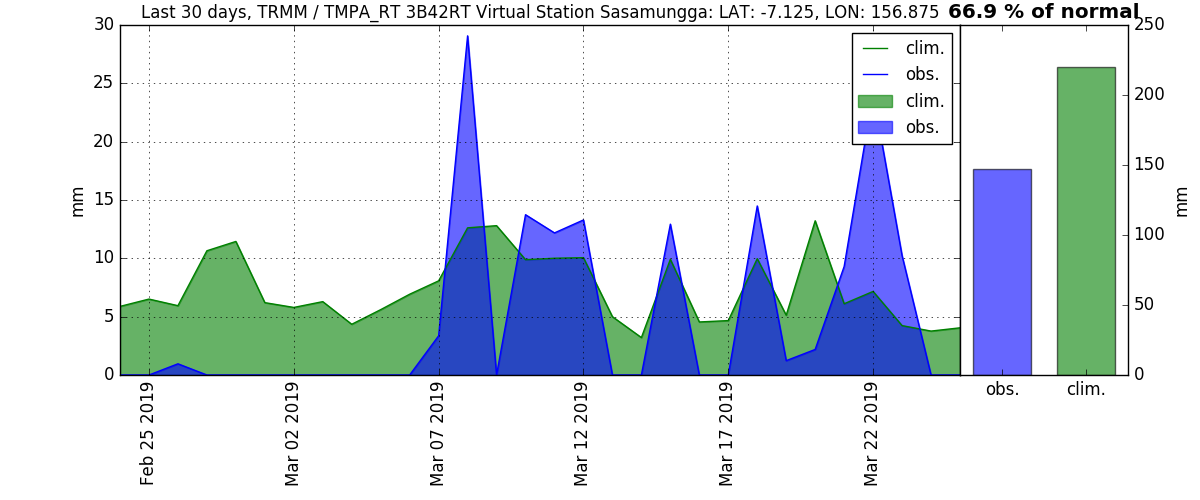 Last 30 days, TRMM / TMPA_RT 3B42RT Virtual Station Sasamungga: LAT: -7.125, LON: 156.875 66.9 % of normal
30
25
20
15
10
5
0
mm
clim.
obs.
clim.
obs.
250
200
150
100
50
0
mm
obs. clim.
Feb 25 2019
Mar 02 2019
Mar 07 2019
Mar 12 2019
Mar 17 2019
Mar 22 2019